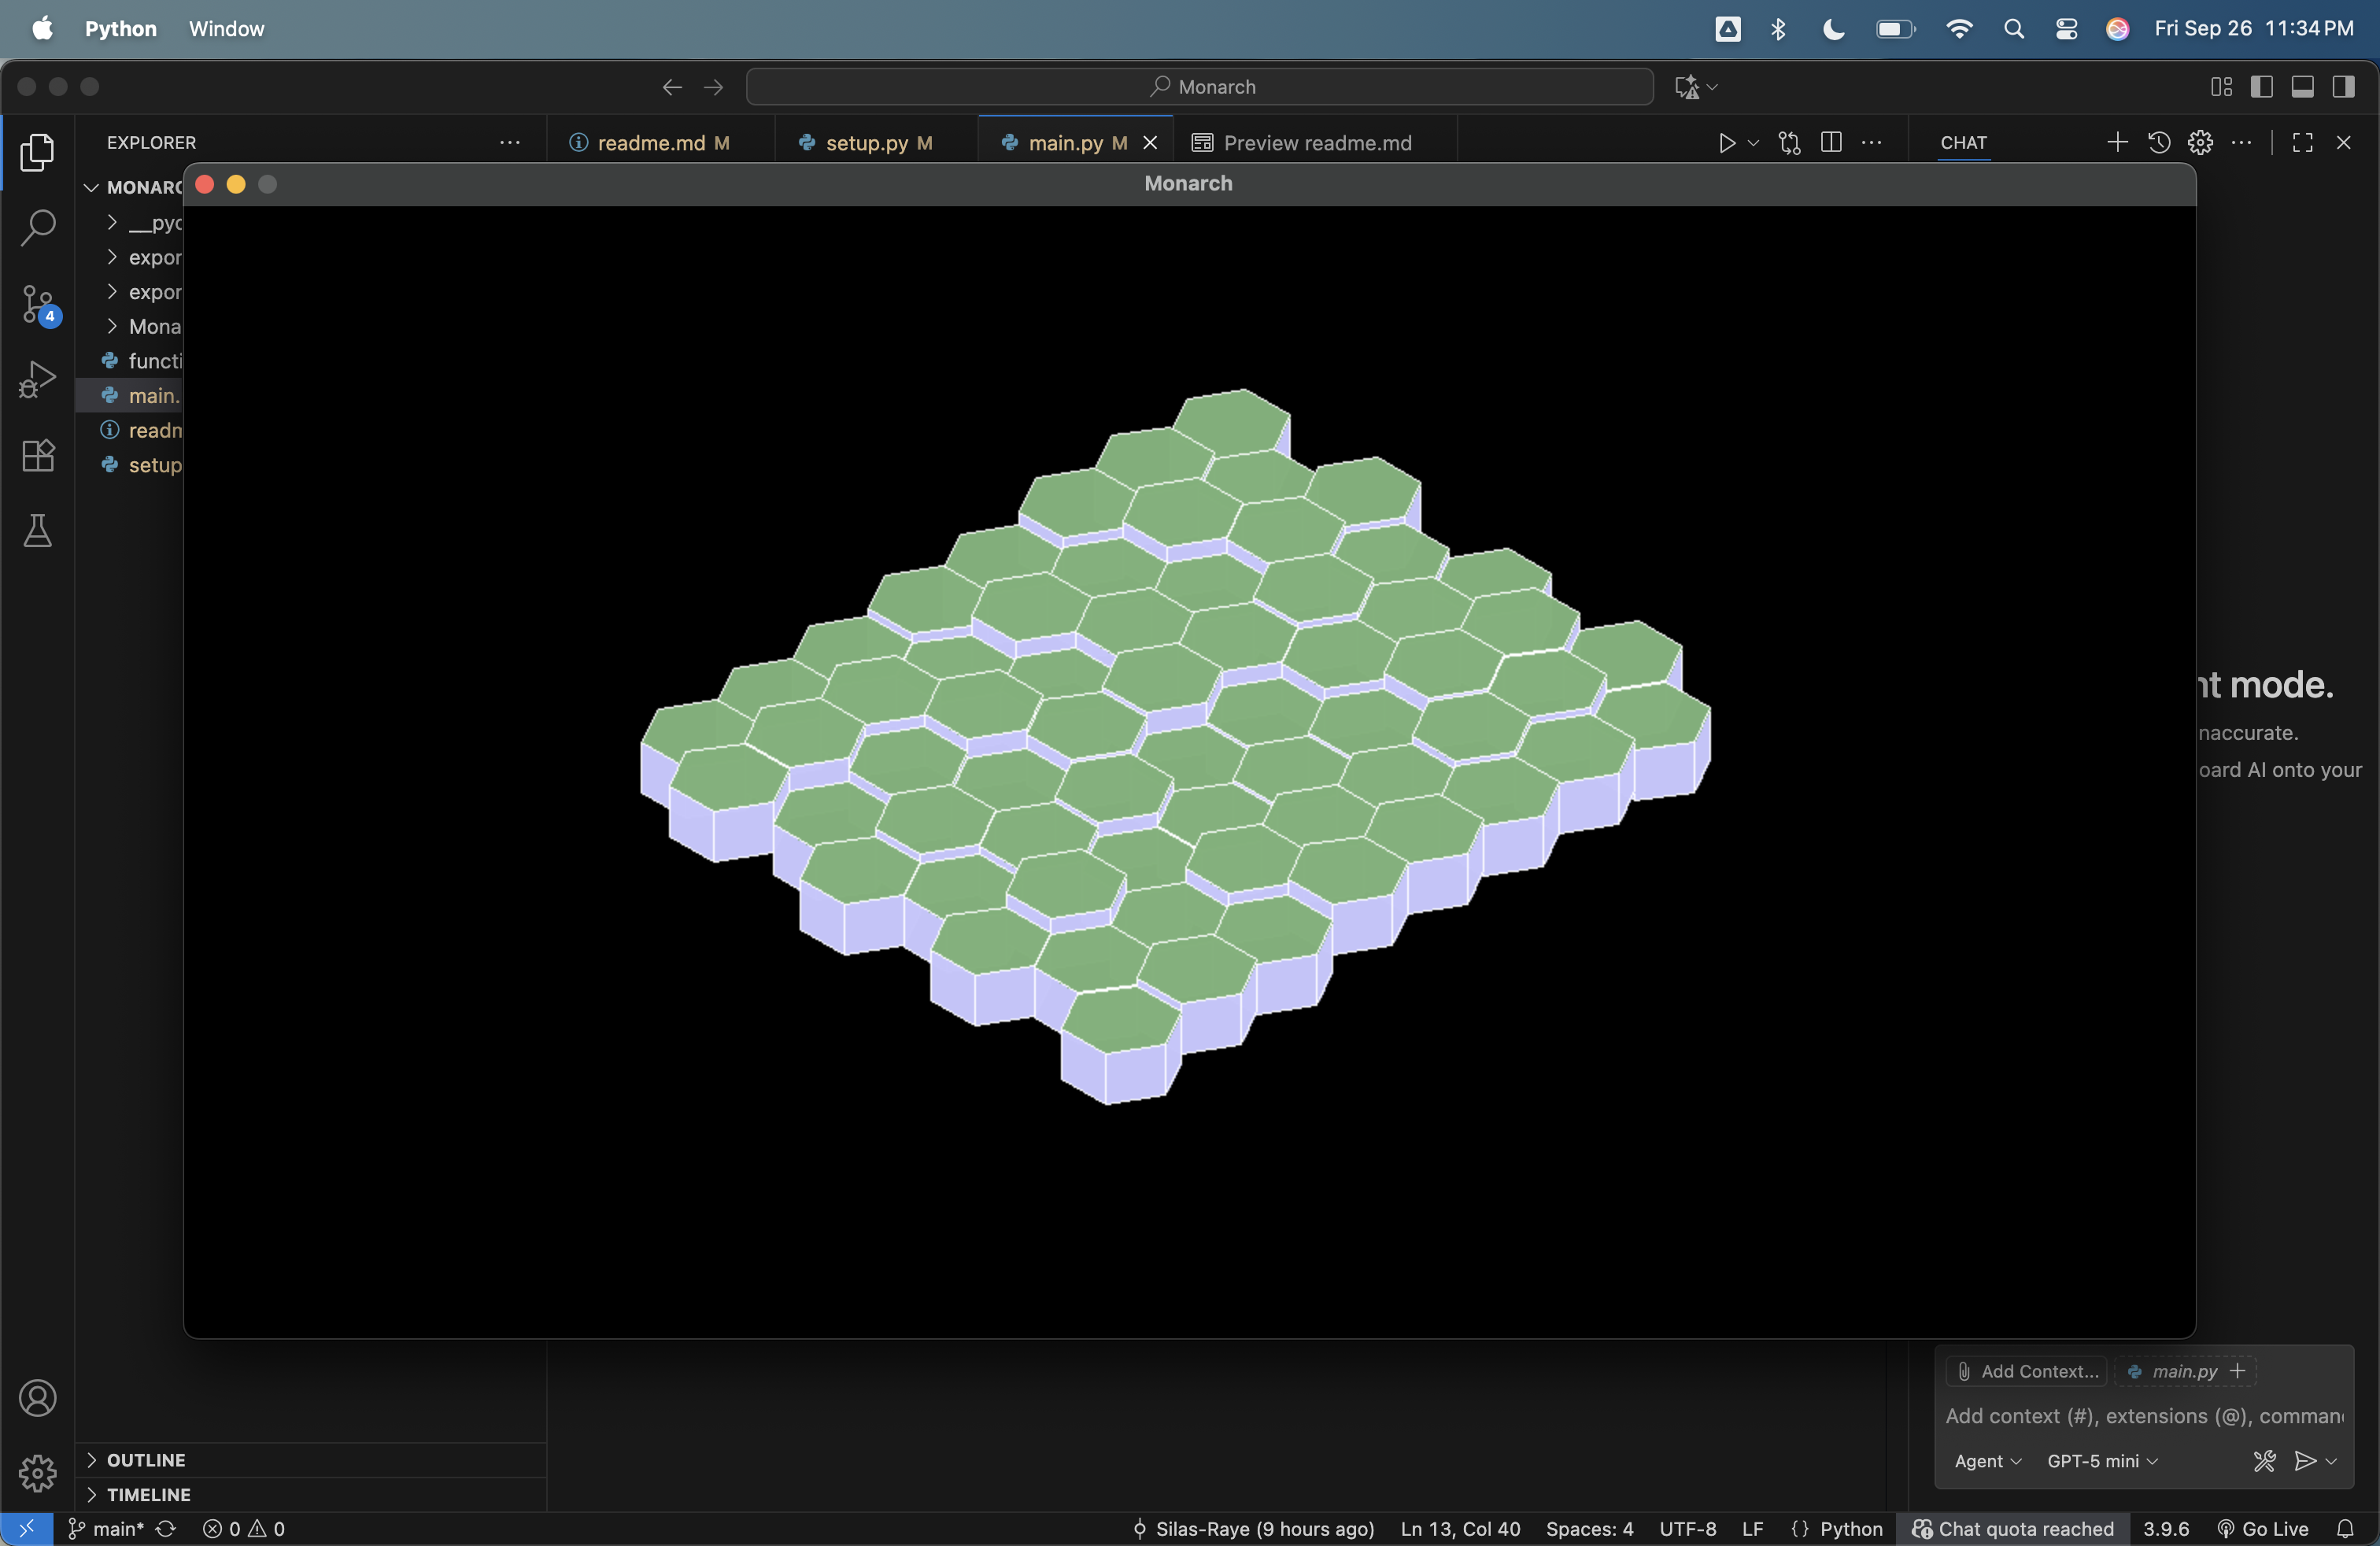 Python Window Fri Sep 26 11:34 PM
Monarch
EXPLORER
readme.md M setup.py M main.py M Preview readme.md
CHAT
MONARC
Monarch
__pyc
expor
expor
Mona
functi
main.
readm
setup
4
nt mode.
naccurate.
oard AI onto your
Add Context... main.py
Add context (#), extensions (@), comman
Agent GPT-5 mini
OUTLINE
TIMELINE
main* 0 0 Silas-Raye (9 hours ago) Ln 13, Col 40 Spaces: 4 UTF-8 LF {} Python Chat quota reached 3.9.6 Go Live